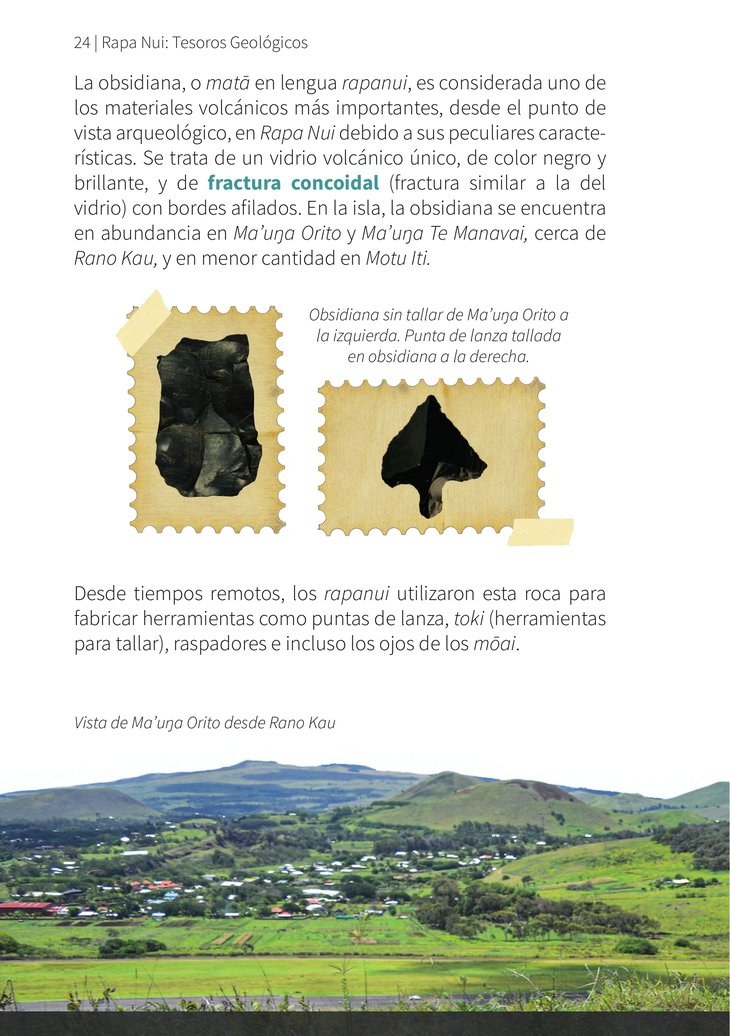 24 | Rapa Nui: Tesoros Geológicos
La obsidiana, o matā en lengua rapanui, es considerada uno de
los materiales volcánicos más importantes, desde el punto de
vista arqueológico, en Rapa Nui debido a sus peculiares caracte-
rísticas. Se trata de un vidrio volcánico único, de color negro y
brillante, y de fractura concoidal (fractura similar a la del
vidrio) con bordes afilados. En la isla, la obsidiana se encuentra
en abundancia en Ma’uŋa Orito y Ma’uŋa Te Manavai, cerca de
Rano Kau, y en menor cantidad en Motu Iti.
Obsidiana sin tallar de Ma’uŋa Orito a
la izquierda. Punta de lanza tallada
en obsidiana a la derecha.
Desde tiempos remotos, los rapanui utilizaron esta roca para
fabricar herramientas como puntas de lanza, toki (herramientas
para tallar), raspadores e incluso los ojos de los mōai.
Vista de Ma’uŋa Orito desde Rano Kau